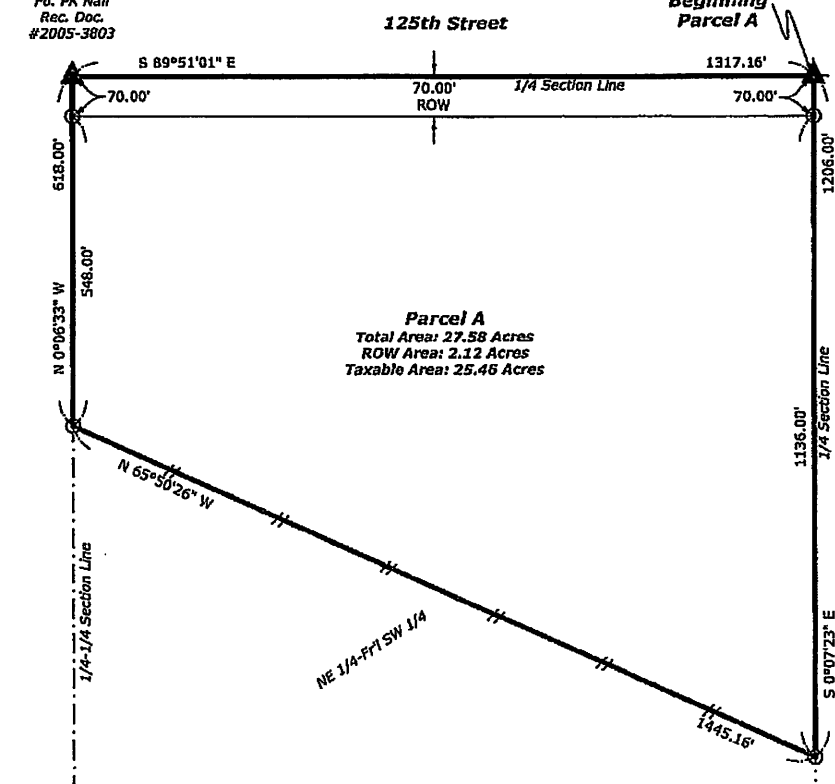 Fd. PK Nail
Rec. Doc.
#2005-3803
125th Street
Beginning
Parcel A
S 89°51'01" E
1317.16'
70.00'
70.00'
ROW
1/4 Section Line
70.00'
618.00'
1206.00'
548.00'
N 0°06'33" W
Parcel A
Total Area: 27.58 Acres
ROW Area: 2.12 Acres
Taxable Area: 25.46 Acres
1/4 Section Line
1136.00'
N 65°50'26" W
1/4-1/4 Section Line
NE 1/4-Fr'l SW 1/4
S 0°07'23" E
1445.16'